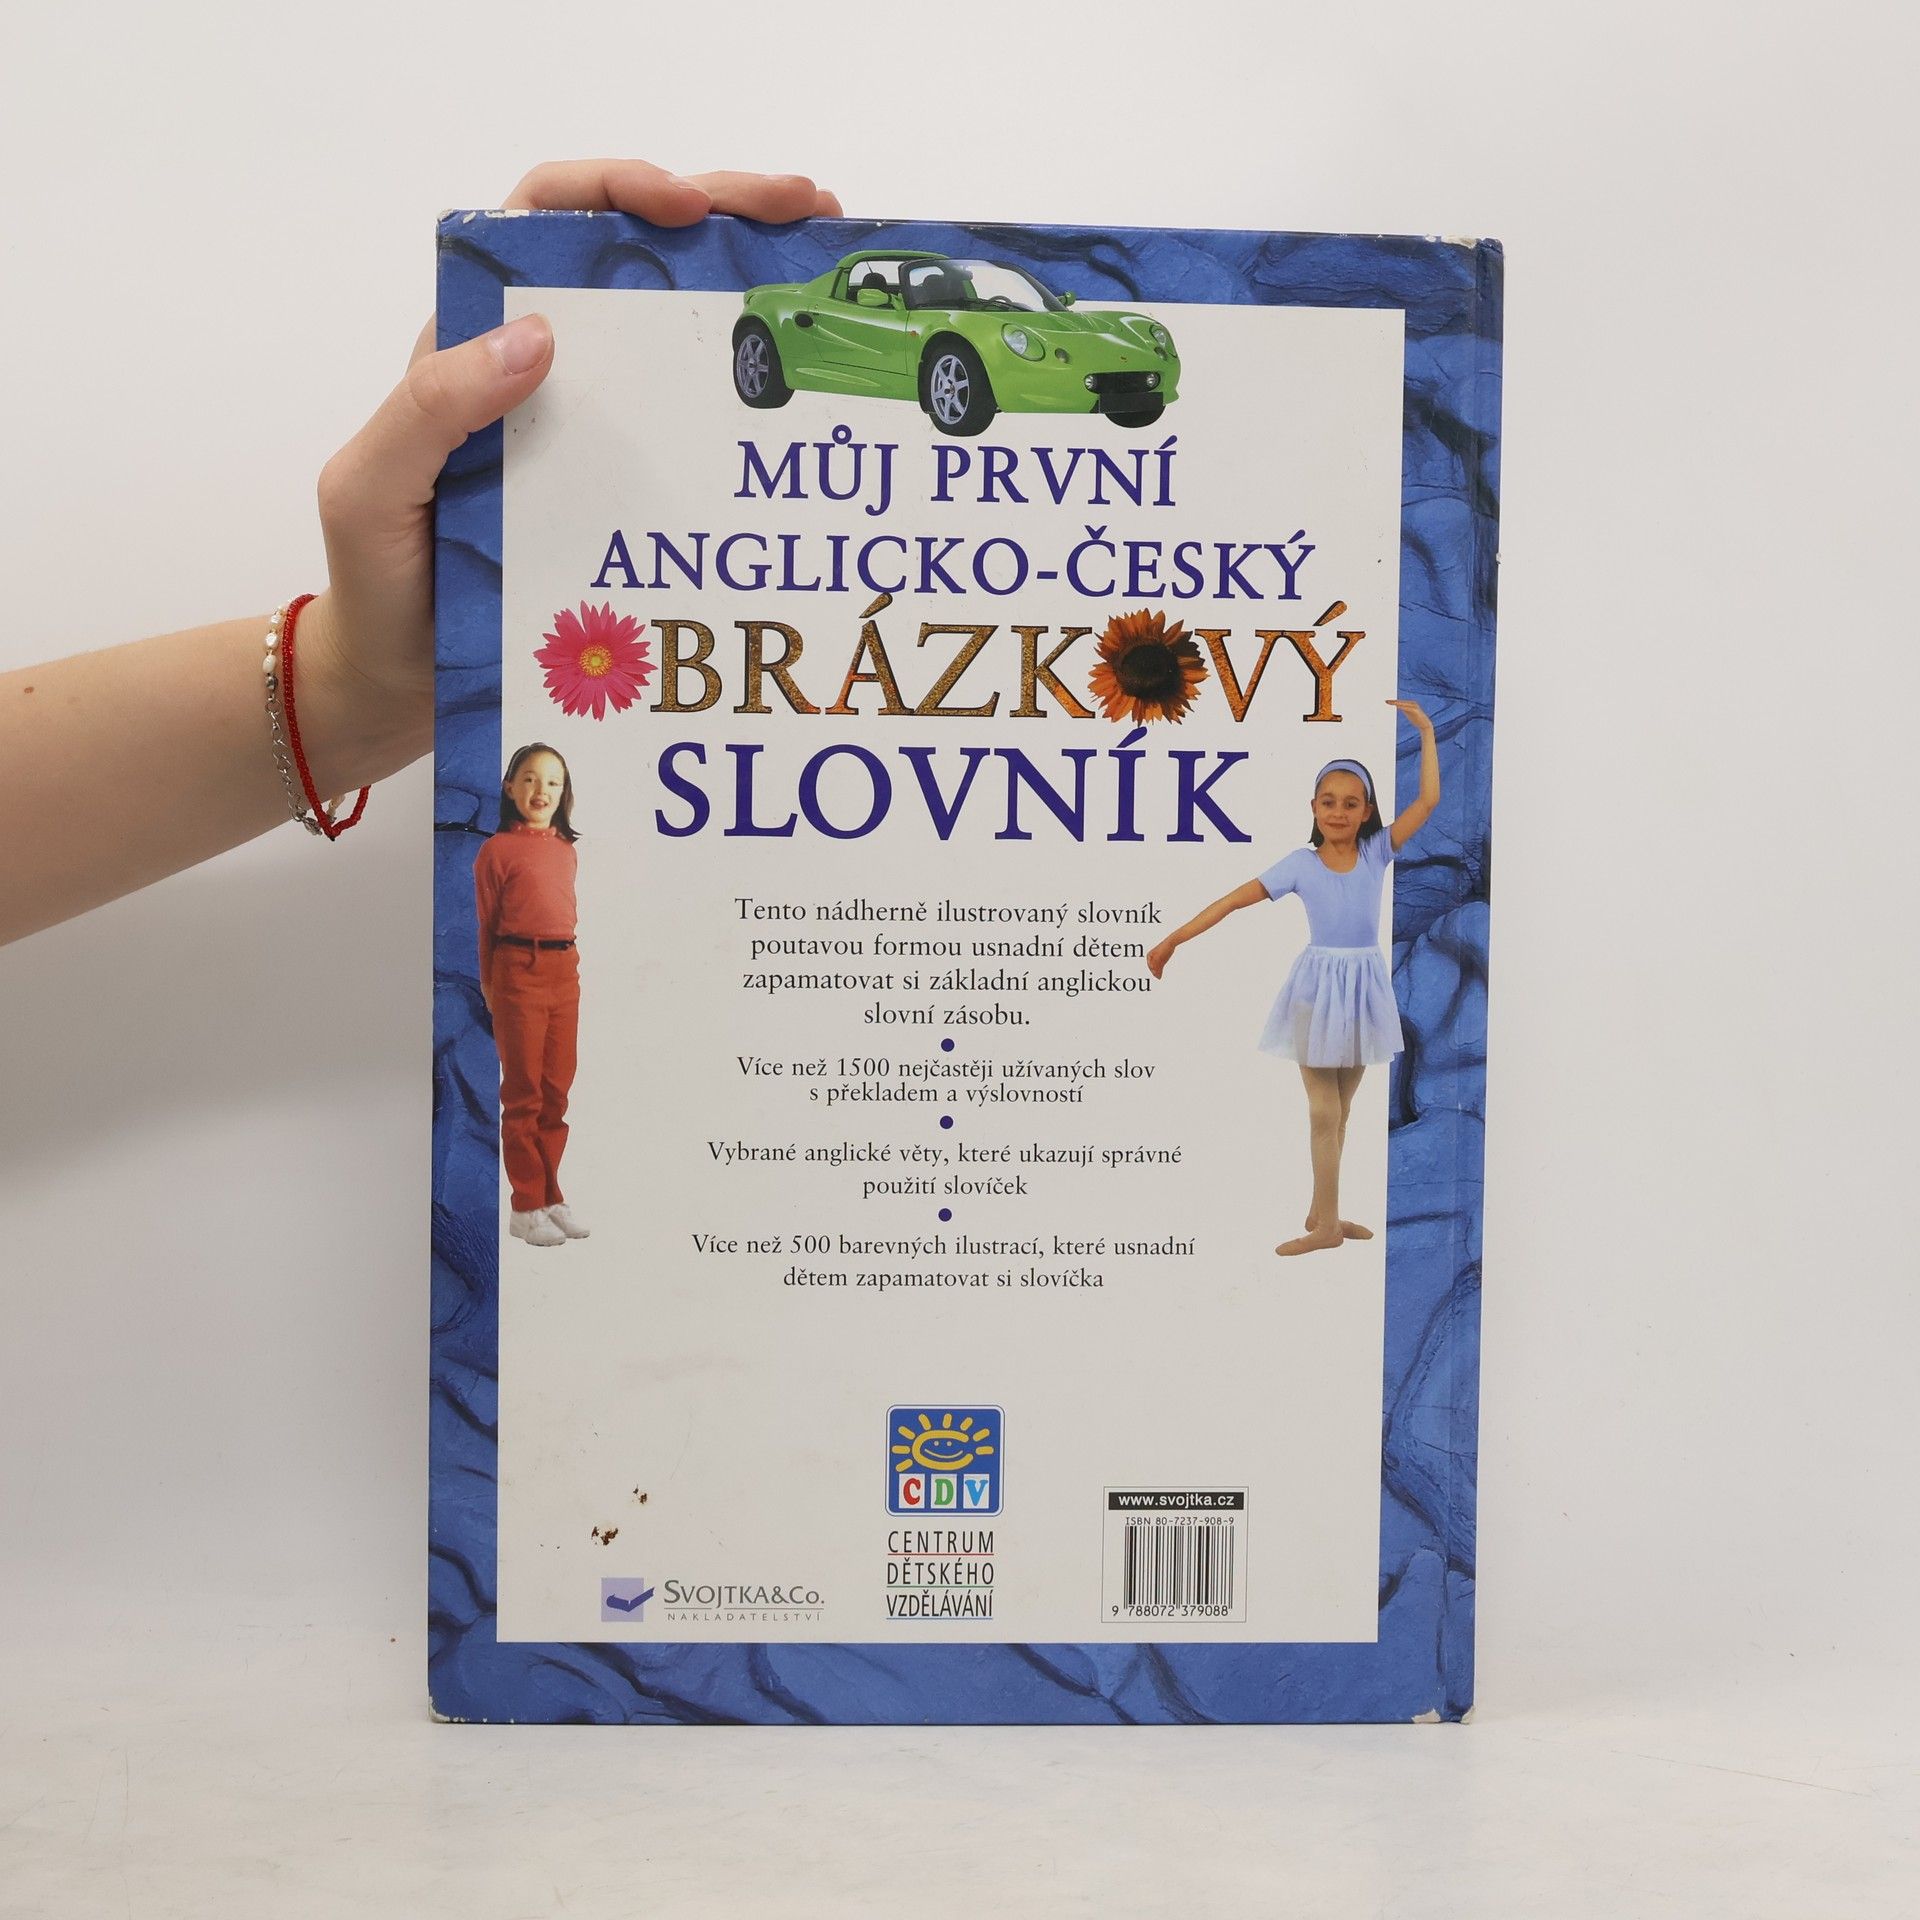 MŮJ PRVNÍ
ANGLICKO-ČESKÝ
OBRÁZKOVÝ
SLOVNÍK
Tento nádherně ilustrovaný slovník
poutavou formou usnadní dětem
zapamatovat si základní anglickou
slovní zásobu.
Více než 1500 nejčastěji užívaných slov
s překladem a výslovností
Vybrané anglické věty, které ukazují správné
použití slovíček
Více než 500 barevných ilustrací, které usnadní
dětem zapamatovat si slovíčka
CDV
CENTRUM
DĚTSKÉHO
VZDĚLÁVÁNÍ
SVOJTKA&CO.
NAKLADATELSTVÍ
www.svojtka.cz
ISBN 80-7237-908-9
9 788072 379088